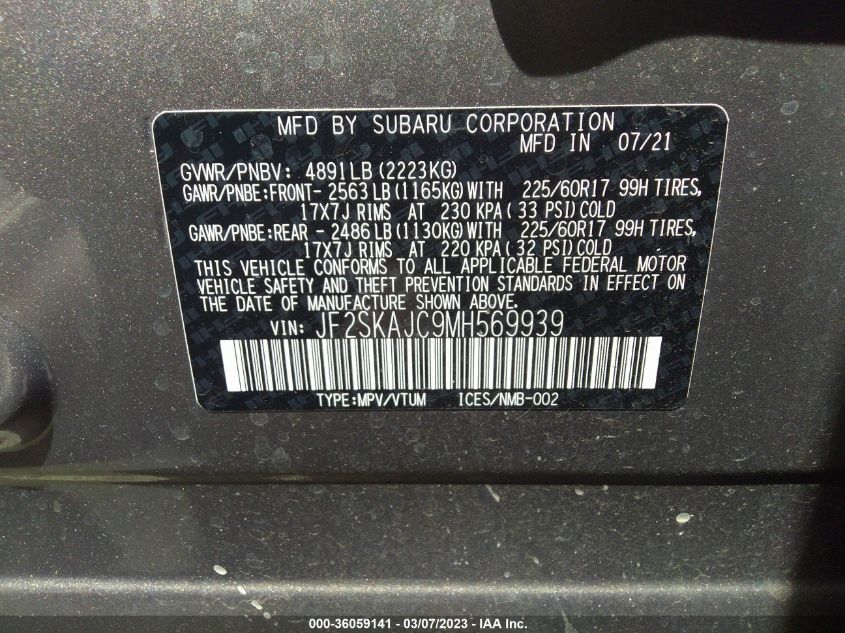 MFD BY SUBARU CORPORATION
MFD IN 07/21
GVWR/PNBV: 4891LB(2223KG)
GAWR/PNBE:FRONT-2563LB(1165KG)WITH 225/60R17 99H TIRES,
17X7J RIMS AT 230 KPA(33 PSI)COLD
GAWR/PNBE:REAR -2486LB(1130KG)WITH 225/60R17 99H TIRES,
17X7J RIMS AT 220 KPA(32 PSI)COLD
THIS VEHICLE CONFORMS TO ALL APPLICABLE FEDERAL MOTOR
VEHICLE SAFETY AND THEFT PREVENTION STANDARDS IN EFFECT ON
THE DATE OF MANUFACTURE SHOWN ABOVE.
VIN: JF2SKAJC9MH569939
TYPE:MPV/VTUM ICES/NMB-002
000-36059141 - 03/07/2023 - IAA Inc.